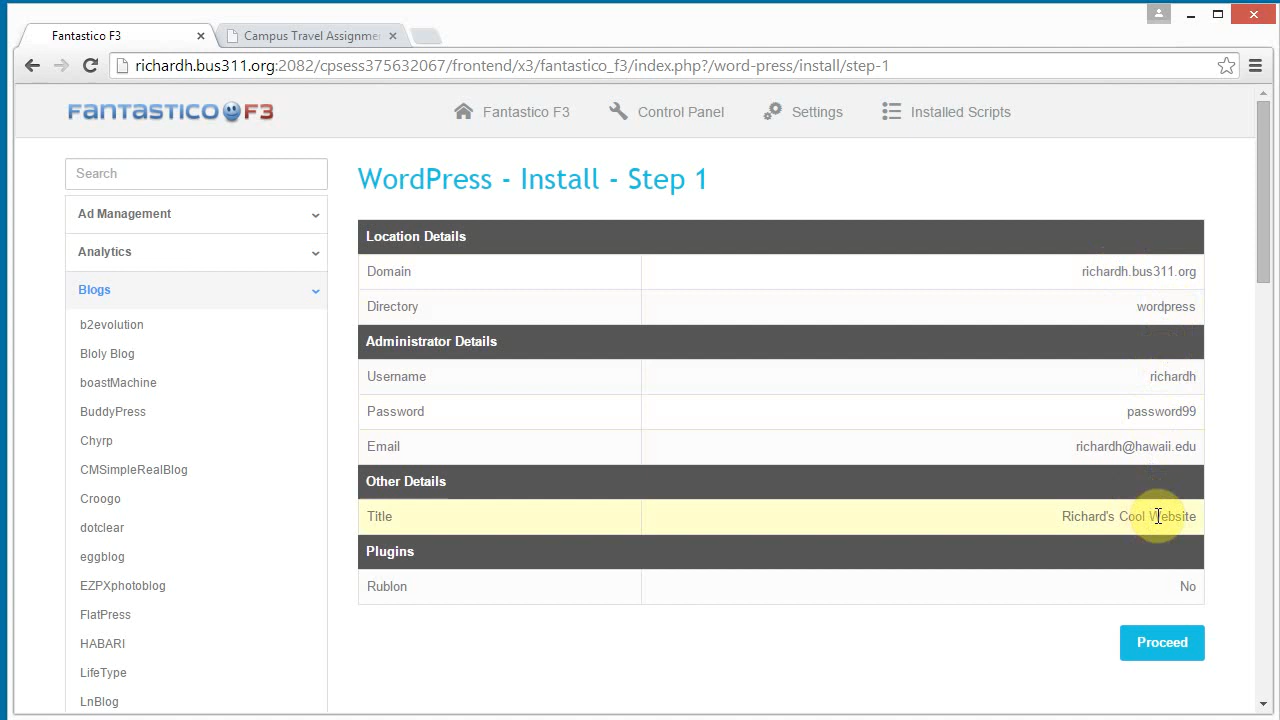 Fantastico F3
Campus Travel Assignme
richardh.bus311.org:2082/cpsess375632067/frontend/x3/fantastico_f3/index.php?/word-press/install/step-1
FANTASTICO F3
Fantastico F3
Control Panel
Settings
Installed Scripts
Search
Ad Management
Analytics
Blogs
b2evolution
Bloly Blog
boastMachine
BuddyPress
Chyrp
CMSimpleRealBlog
Croogo
dotclear
eggblog
EZPXphotoblog
FlatPress
HABARI
LifeType
LnBlog
WordPress - Install - Step 1
Location Details
Domain richardh.bus311.org
Directory wordpress
Administrator Details
Username richardh
Password password99
Email richardh@hawaii.edu
Other Details
Title Richard's Cool Website
Plugins
Rublon No
Proceed